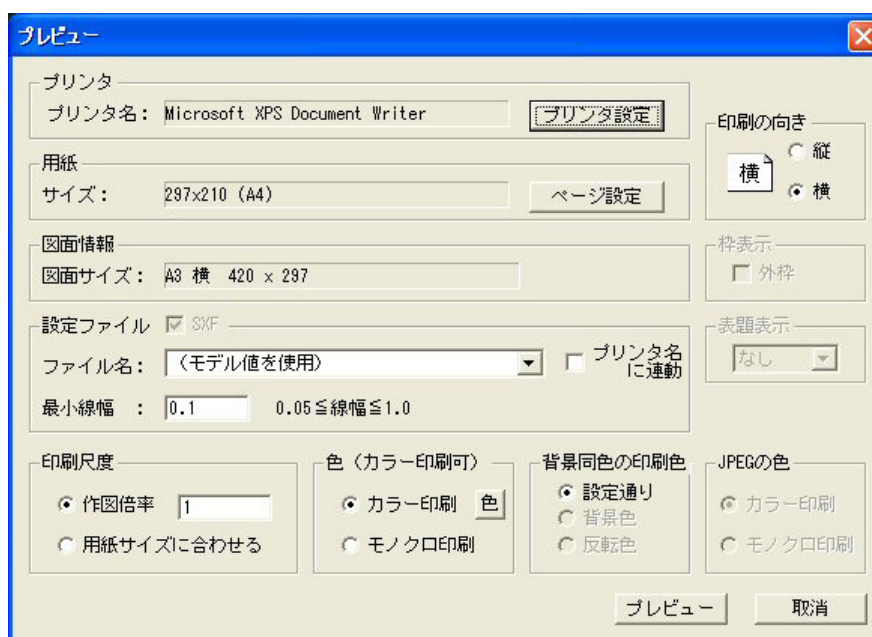 プレビュー
プリンタ
プリンタ名： Microsoft XPS Document Writer プリンタ設定
印刷の向き
横 縦
横
用紙
サイズ： 297x210 (A4) ページ設定
図面情報
図面サイズ： A3 横 420 x 297
枠表示
外枠
設定ファイル SXF
ファイル名： （モデル値を使用） プリンタ名
に連動
最小線幅 ： 0.1 0.05≦線幅≦1.0
表題表示
なし
印刷尺度
作図倍率 1
用紙サイズに合わせる
色（カラー印刷可）
カラー印刷 色
モノクロ印刷
背景同色の印刷色
設定通り
背景色
反転色
JPEGの色
カラー印刷
モノクロ印刷
プレビュー 取消